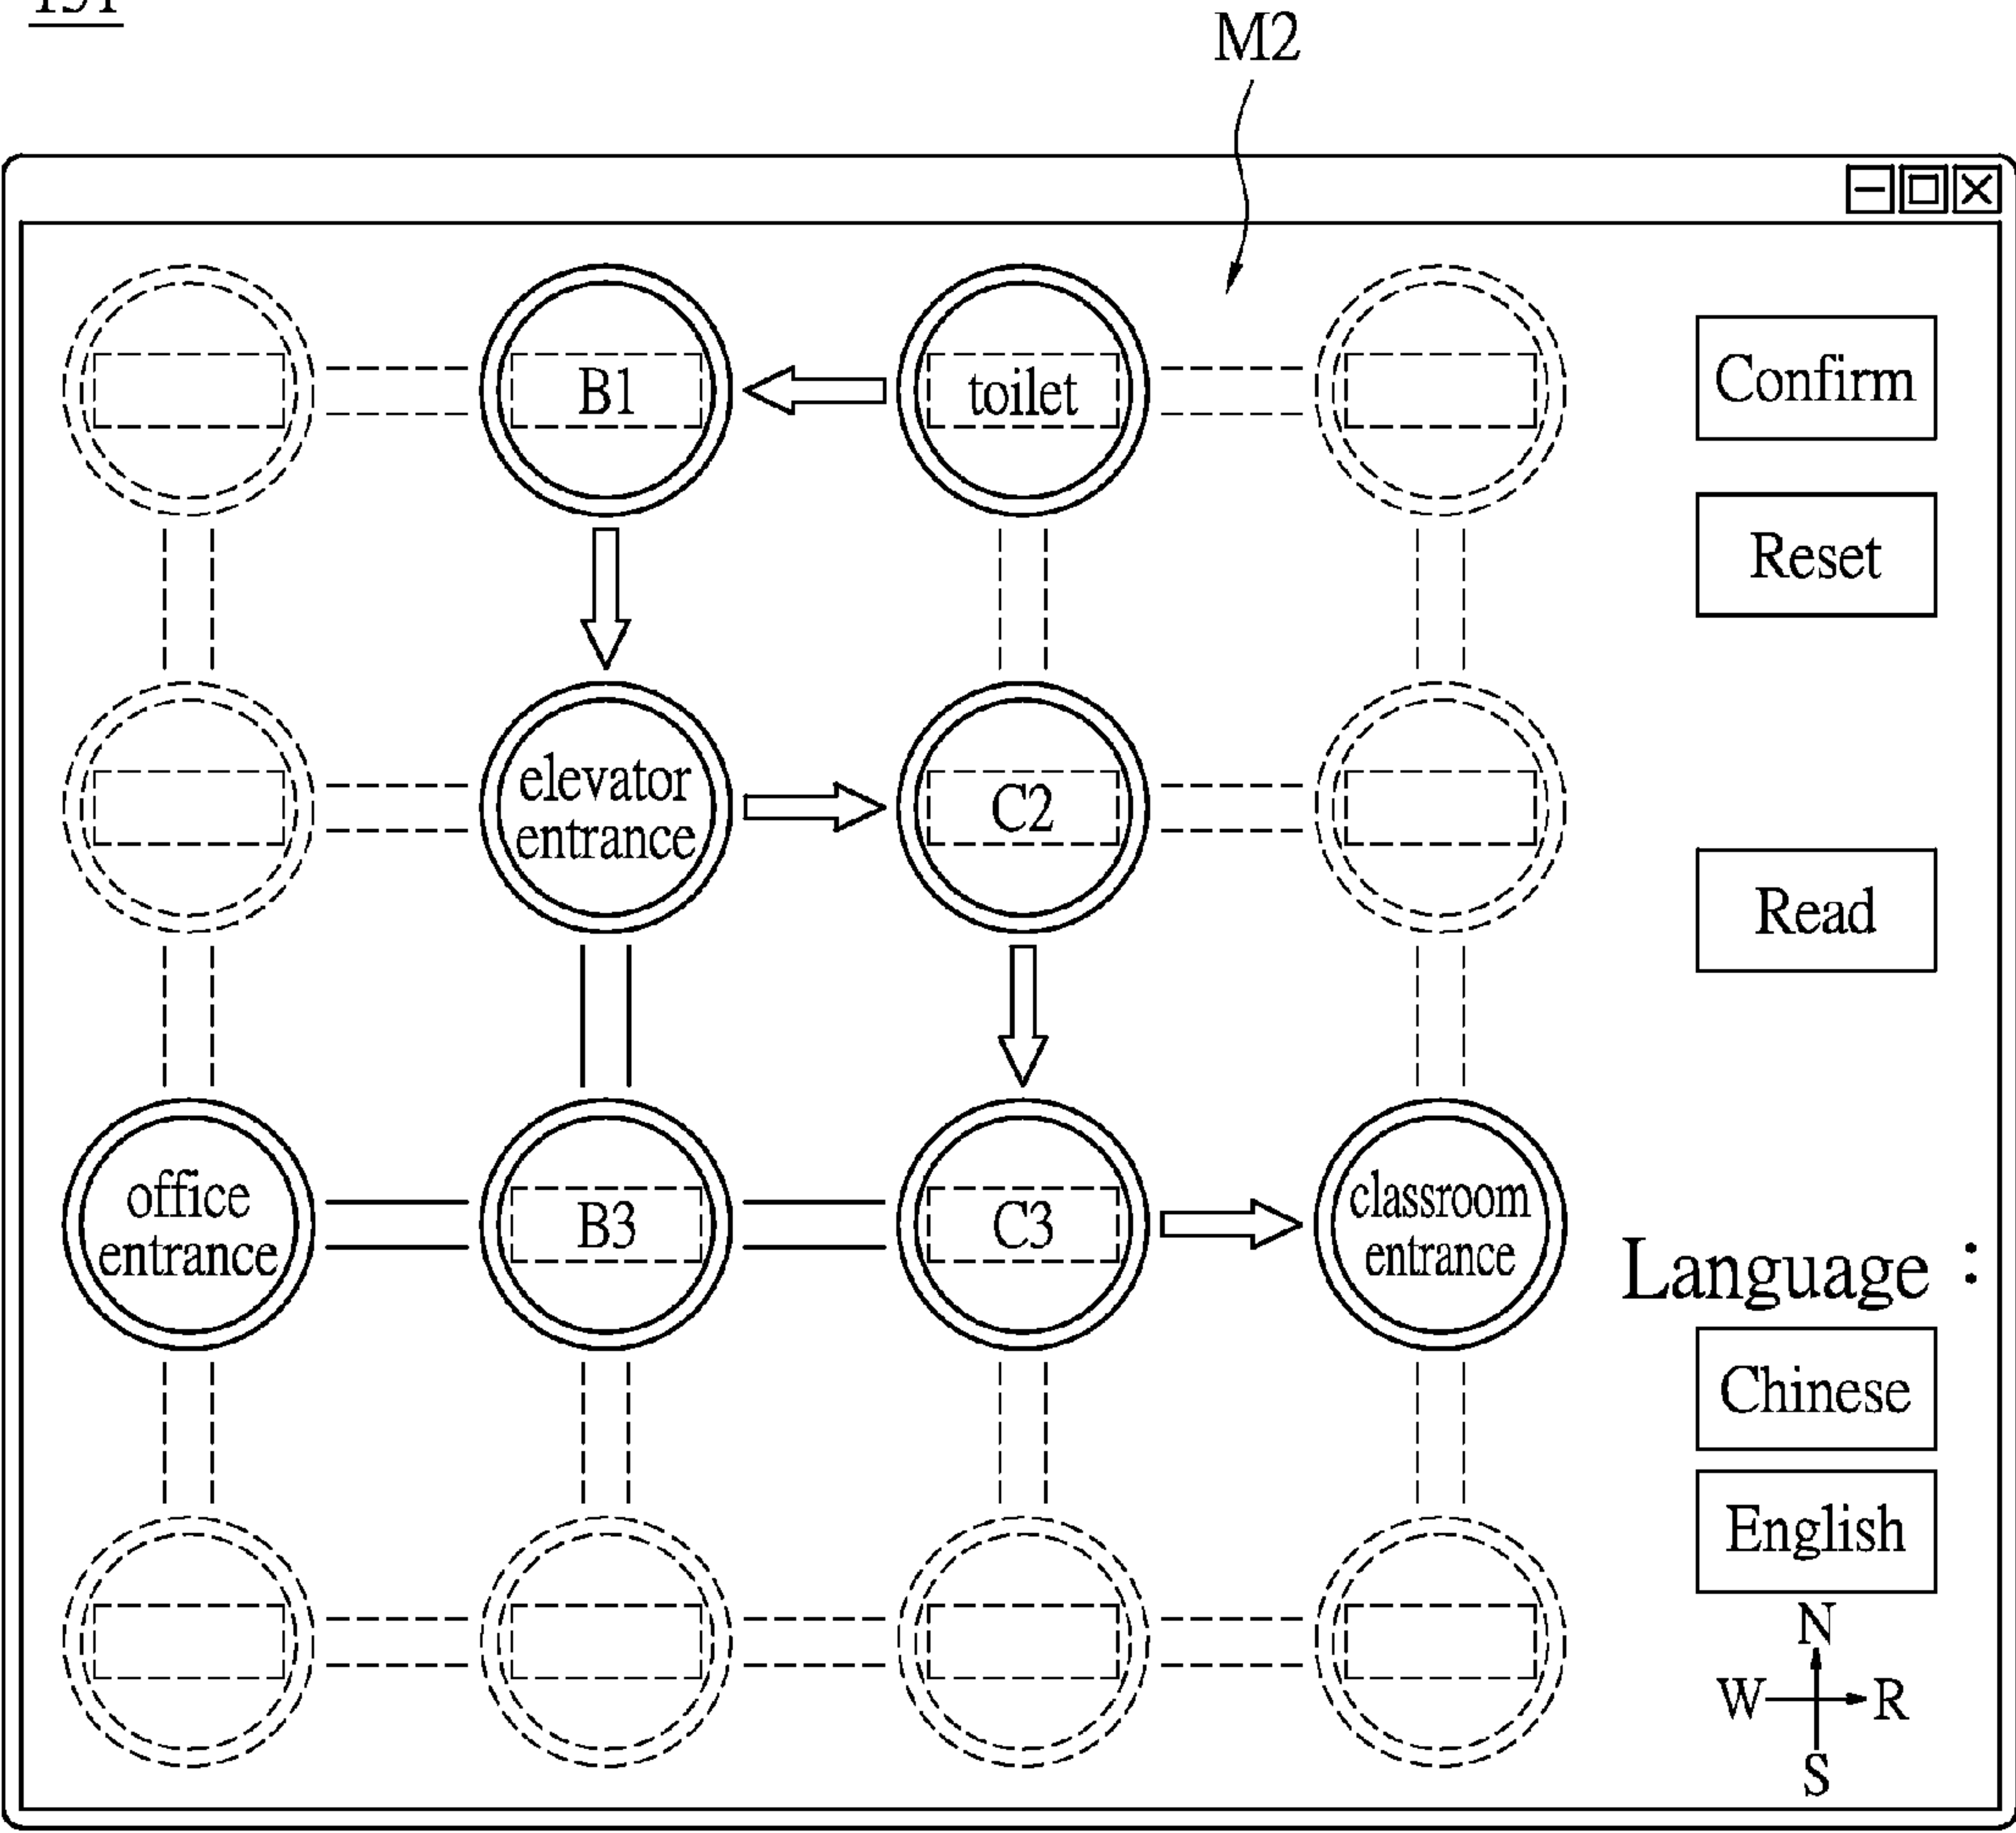 M2
B1
toilet
Confirm
Reset
elevator
entrance
C2
Read
office
entrance
B3
C3
classroom
entrance
Language :
Chinese
English
N
W
R
S